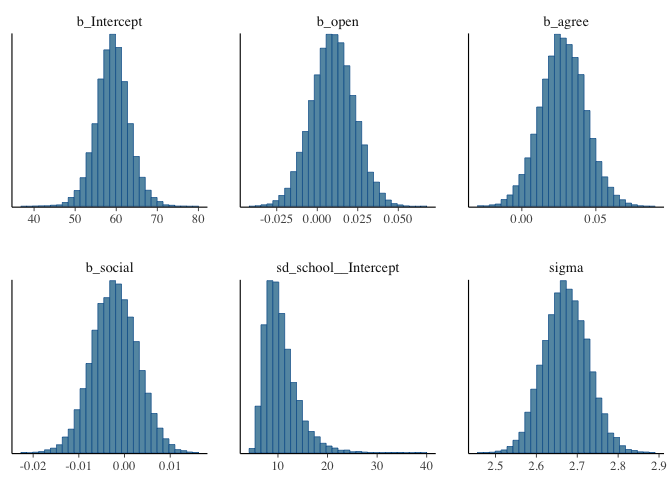 b_Intercept b_open b_agree
40 50 60 70 80 -0.025 0.000 0.025 0.050 0.00 0.05
b_social sd_school__Intercept sigma
-0.02 -0.01 0.00 0.01 10 20 30 40 2.5 2.6 2.7 2.8 2.9